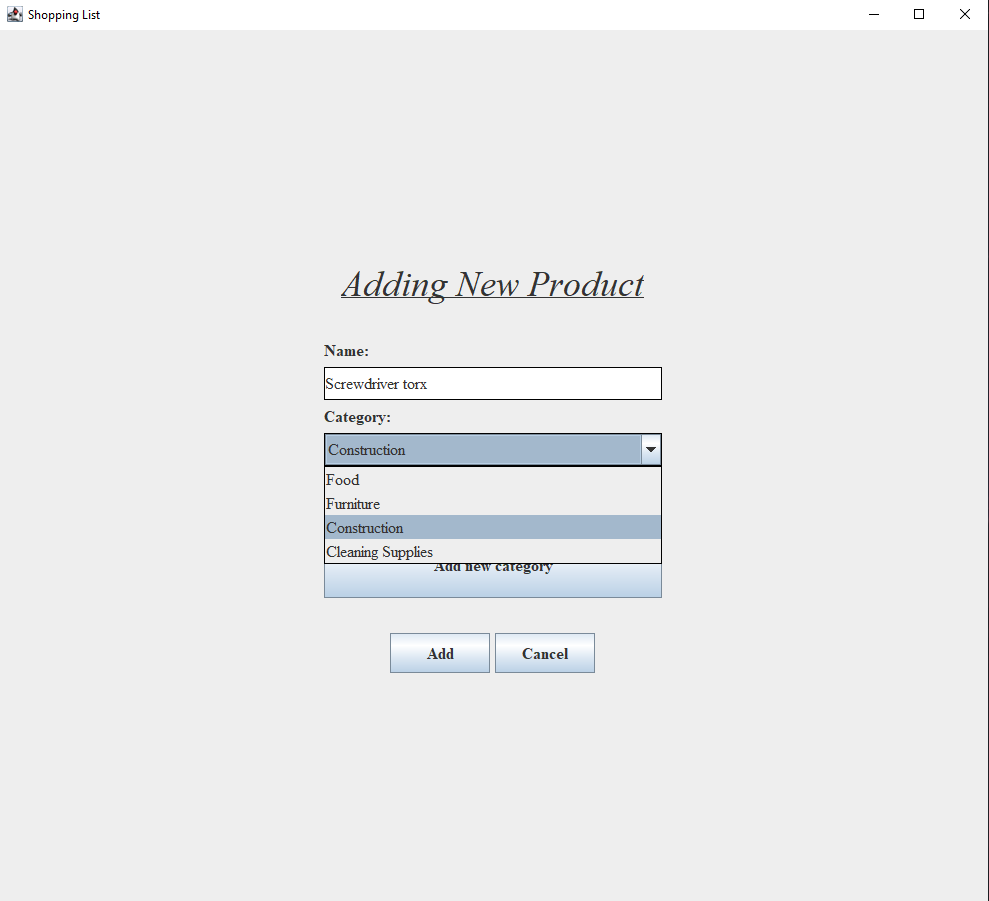 Shopping List
Adding New Product
Name:
Screwdriver torx
Category:
Construction
Food
Furniture
Construction
Cleaning Supplies
Add new category
Add
Cancel